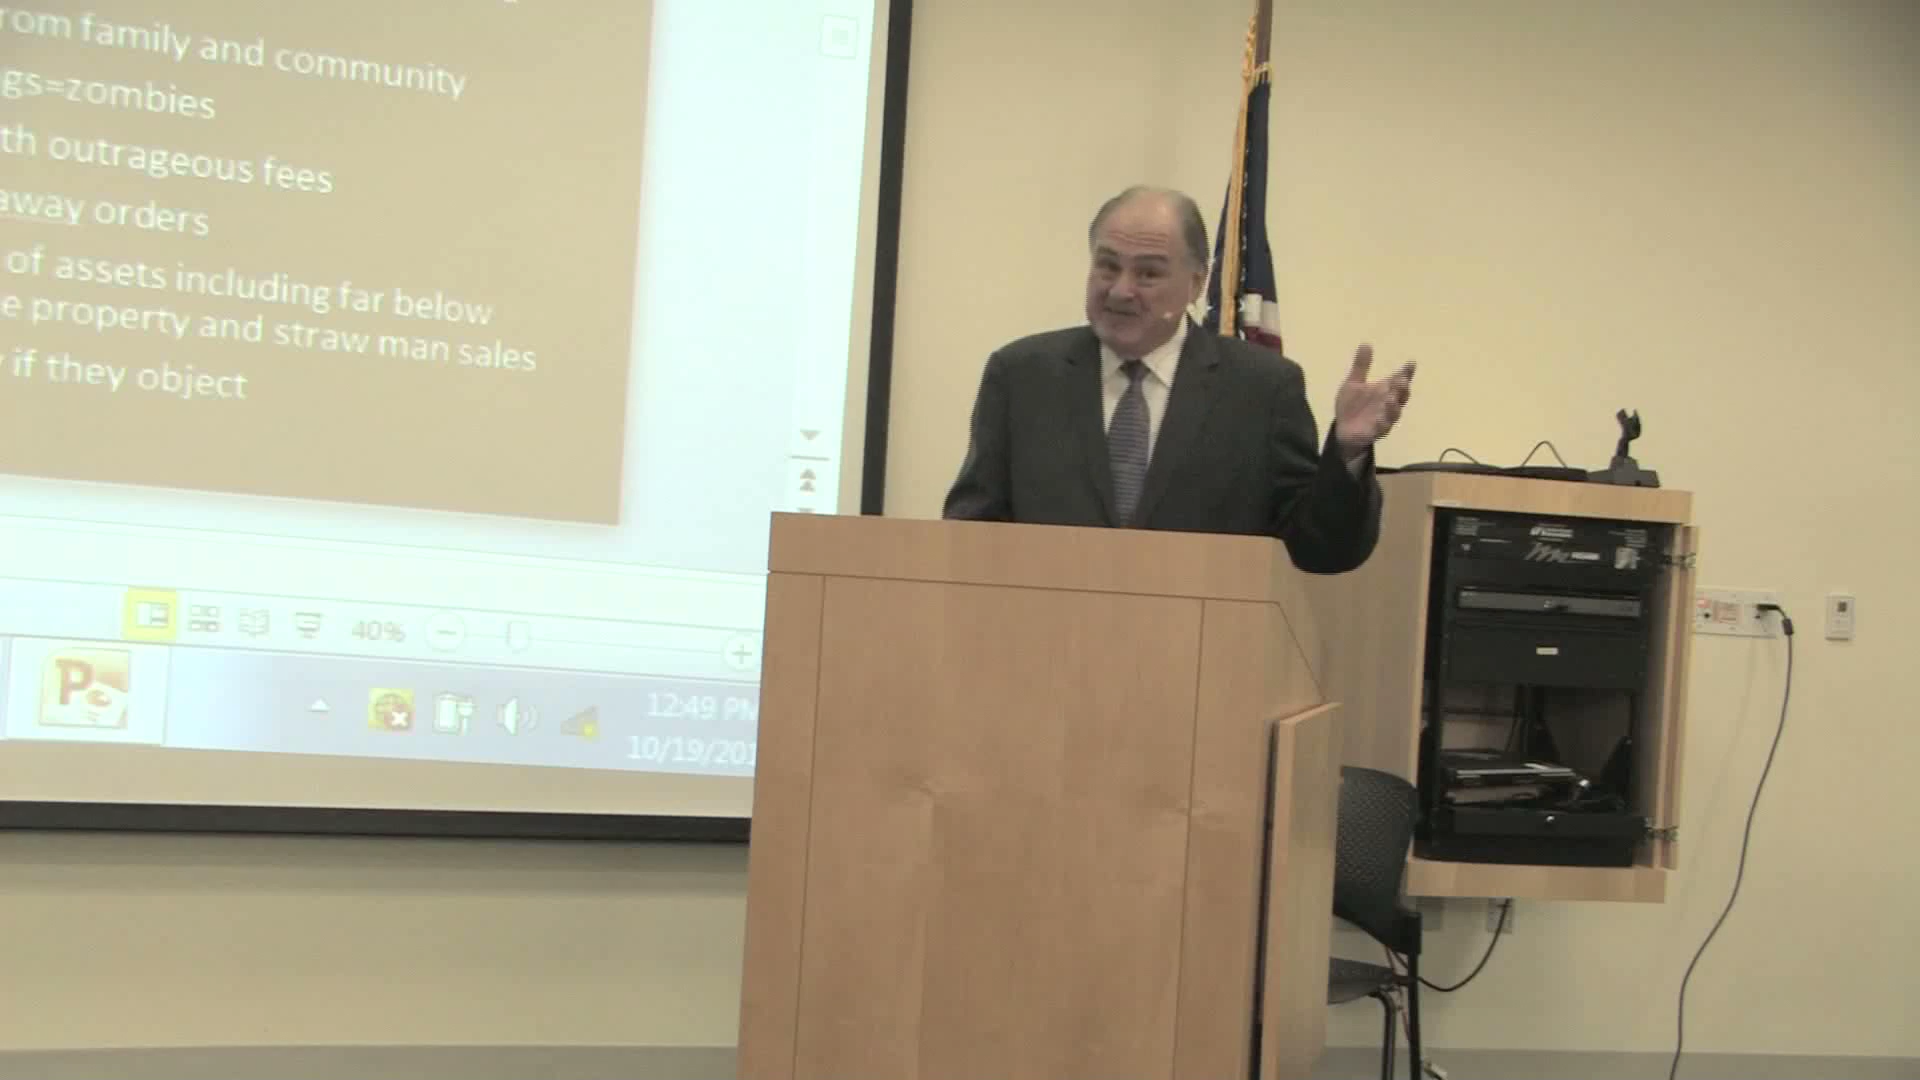 rom family and community
gs=zombies
th outrageous fees
away orders
of assets including far below
e property and straw man sales
if they object
40%
12:49 PM
10/19/201